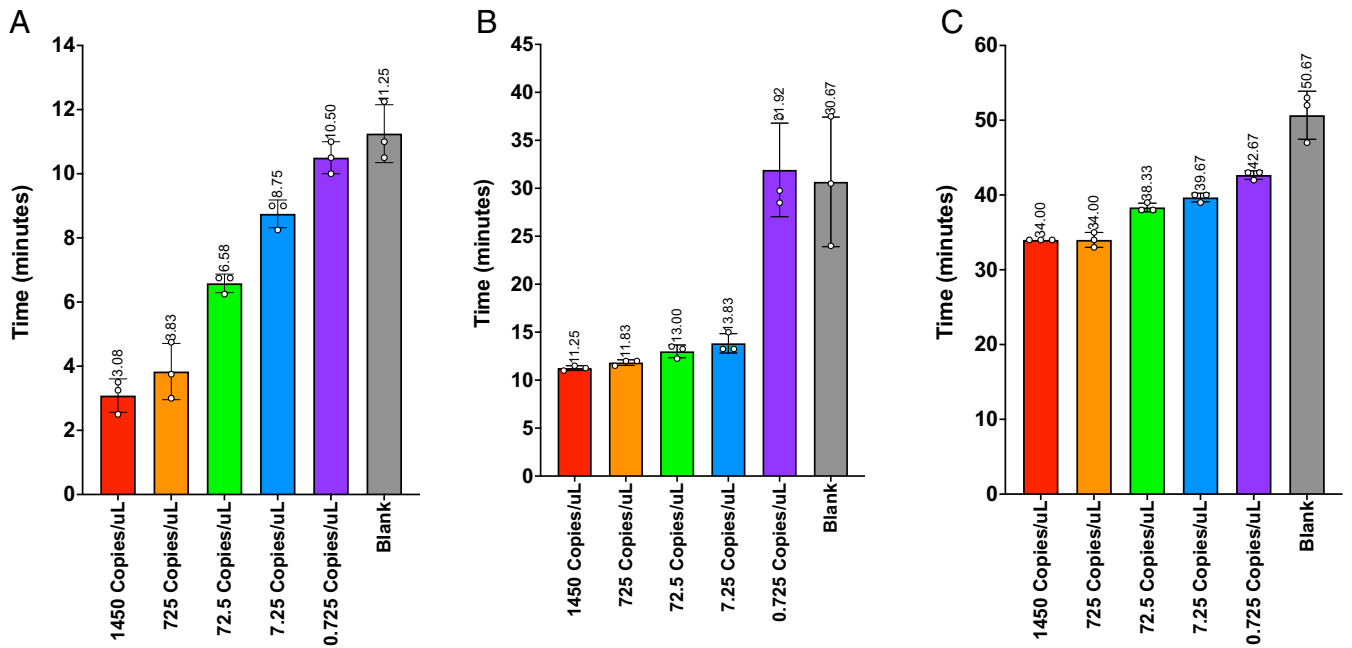 A
Time (minutes)
14
12
10
8
6
4
2
0
3.08
3.83
6.58
8.75
10.50
11.25
1450 Copies/uL
725 Copies/uL
72.5 Copies/uL
7.25 Copies/uL
0.725 Copies/uL
Blank
B
Time (minutes)
45
40
35
30
25
20
15
10
5
0
11.25
11.83
13.00
13.83
31.92
30.67
1450 Copies/uL
725 Copies/uL
72.5 Copies/uL
7.25 Copies/uL
0.725 Copies/uL
Blank
C
Time (minutes)
60
50
40
30
20
10
0
34.00
34.00
38.33
39.67
42.67
50.67
1450 Copies/uL
725 Copies/uL
72.5 Copies/uL
7.25 Copies/uL
0.725 Copies/uL
Blank